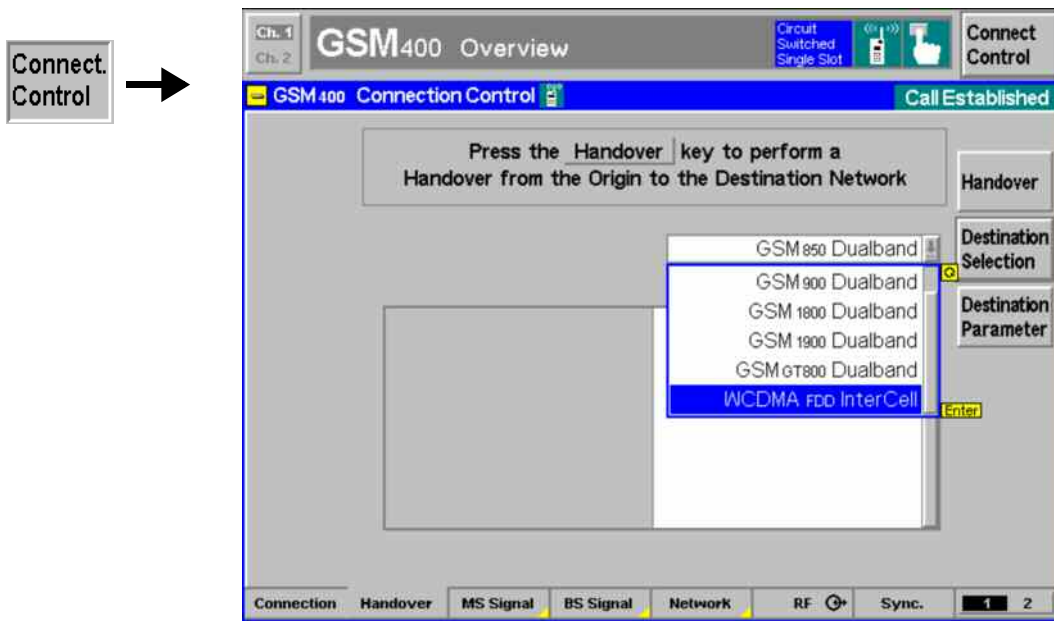 Connect.
Control
Ch. 1
Ch. 2
GSM400 Overview
Circuit
Switched
Single Slot
Connect
Control
GSM400 Connection Control
Call Established
Press the Handover key to perform a
Handover from the Origin to the Destination Network
Handover
GSM850 Dualband
Destination
Selection
GSM900 Dualband
GSM1800 Dualband
Destination
Parameter
GSM1900 Dualband
GSMGT800 Dualband
WCDMA FDD InterCell
Enter
Connection Handover MS Signal BS Signal Network RF Sync. 1 2